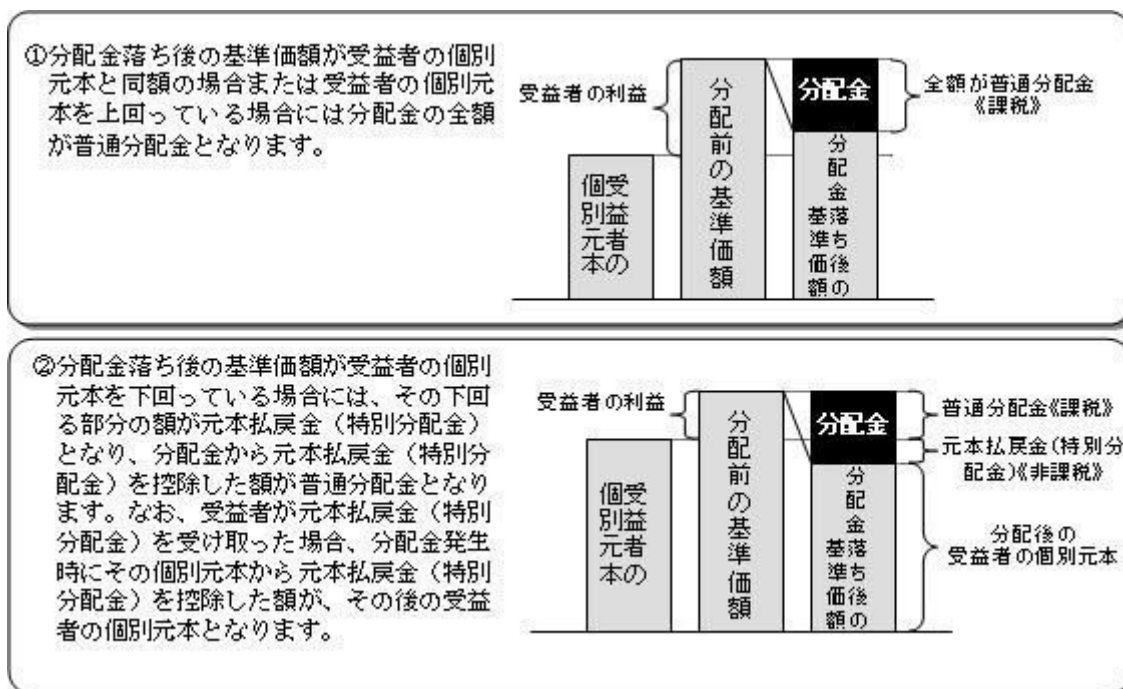 ①分配金落ち後の基準価額が受益者の個別
元本と同額の場合または受益者の個別元
本を上回っている場合には分配金の全額
が普通分配金となります。
受益者の利益
受益者の
個別元本
分配前の基準価額
分配金
分配金落ち後の
基準価額
全額が普通分配金
《課税》
②分配金落ち後の基準価額が受益者の個別
元本を下回っている場合には、その下回
る部分の額が元本払戻金（特別分配金）
となり、分配金から元本払戻金（特別分
配金）を控除した額が普通分配金となり
ます。なお、受益者が元本払戻金（特別
分配金）を受け取った場合、分配金発生
時にその個別元本から元本払戻金（特別
分配金）を控除した額が、その後の受益
者の個別元本となります。
受益者の利益
受益者の
個別元本
分配前の基準価額
分配金
分配金落ち後の
基準価額
普通分配金《課税》
元本払戻金(特別分
配金)《非課税》
分配後の
受益者の個別元本